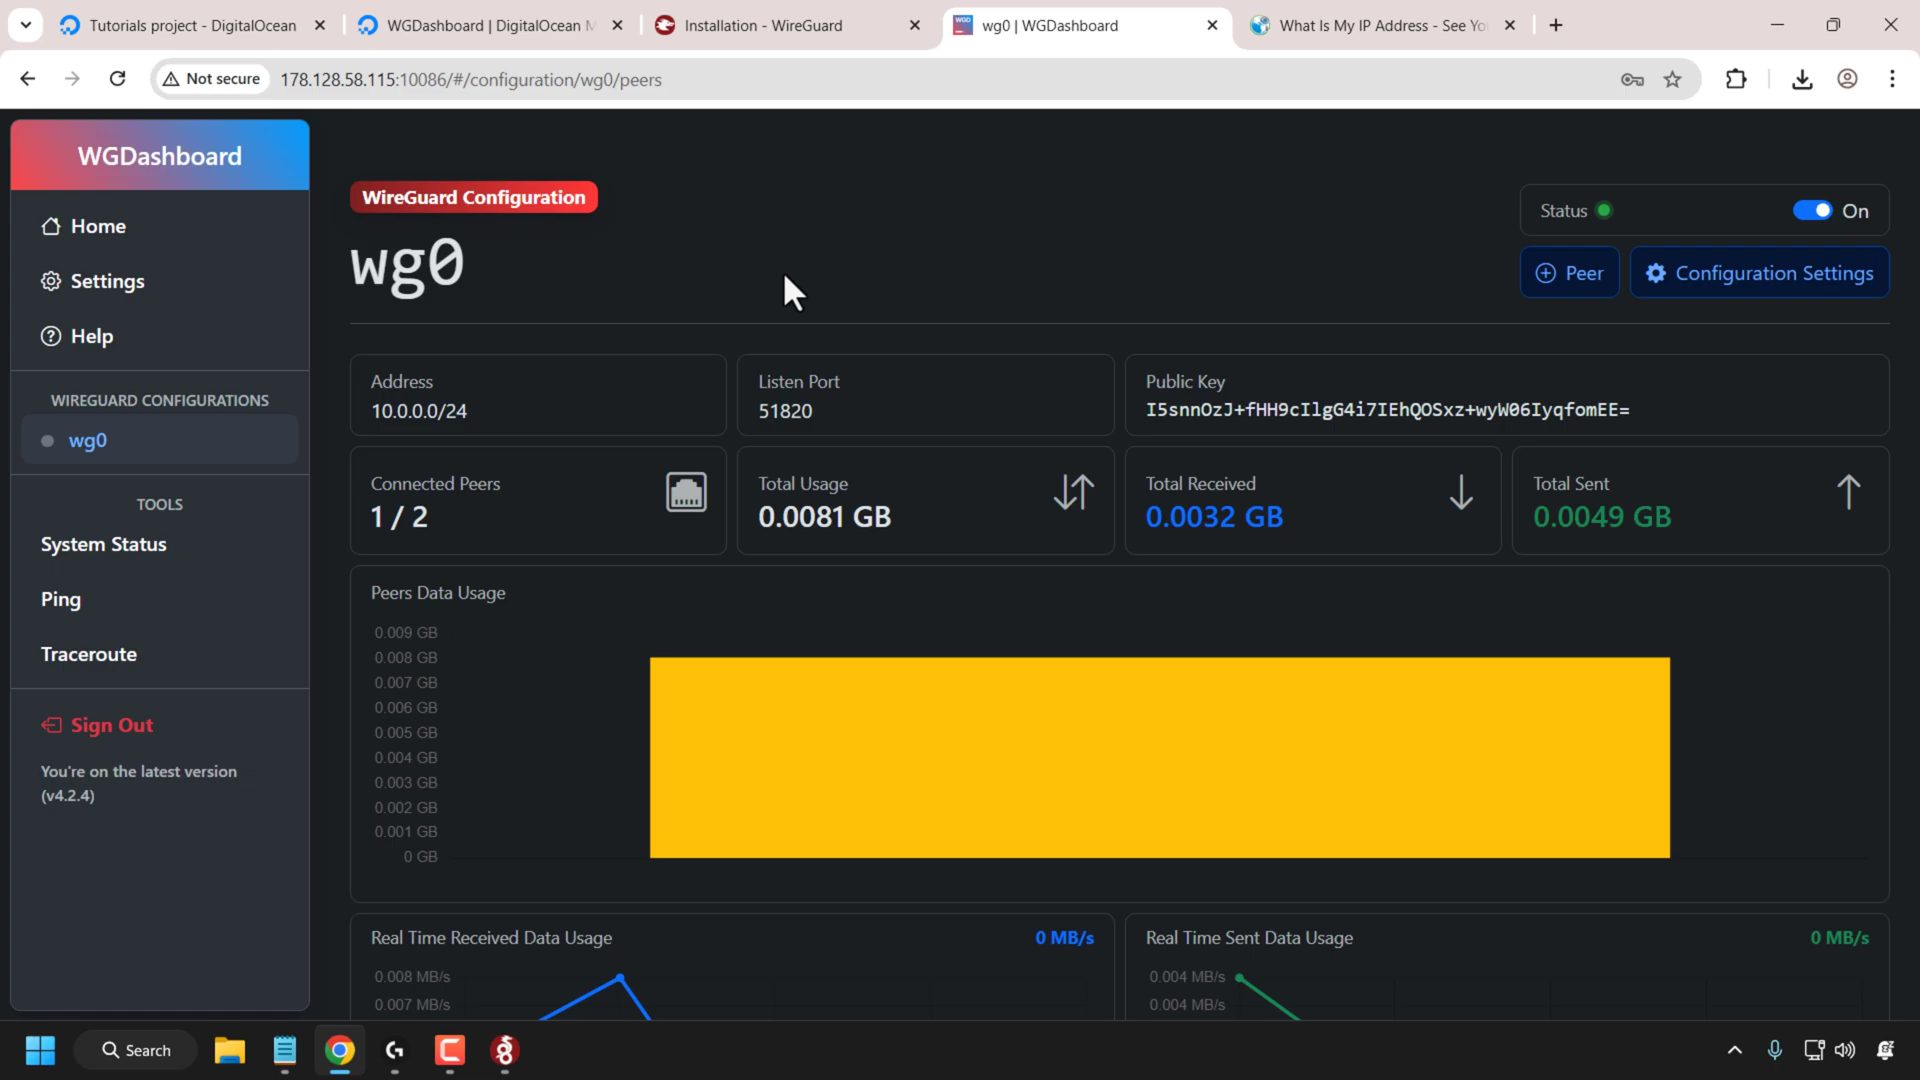 Tutorials project - DigitalOcean
WGDashboard | DigitalOcean M
Installation - WireGuard
wg0 | WGDashboard
What Is My IP Address - See Yo
Not secure
178.128.58.115:10086/#/configuration/wg0/peers
WGDashboard
Home
Settings
Help
WIREGUARD CONFIGURATIONS
wg0
TOOLS
System Status
Ping
Traceroute
Sign Out
You're on the latest version
(v4.2.4)
WireGuard Configuration
wg0
Status
On
Peer
Configuration Settings
Address
10.0.0.0/24
Listen Port
51820
Public Key
I5snnOzJ+fHH9cIlgG4i7IEhQOSxz+wyW06IyqfomEE=
Connected Peers
1 / 2
Total Usage
0.0081 GB
Total Received
0.0032 GB
Total Sent
0.0049 GB
Peers Data Usage
0.009 GB
0.008 GB
0.007 GB
0.006 GB
0.005 GB
0.004 GB
0.003 GB
0.002 GB
0.001 GB
0 GB
Real Time Received Data Usage
0 MB/s
0.008 MB/s
0.007 MB/s
Real Time Sent Data Usage
0 MB/s
0.004 MB/s
0.004 MB/s
Search